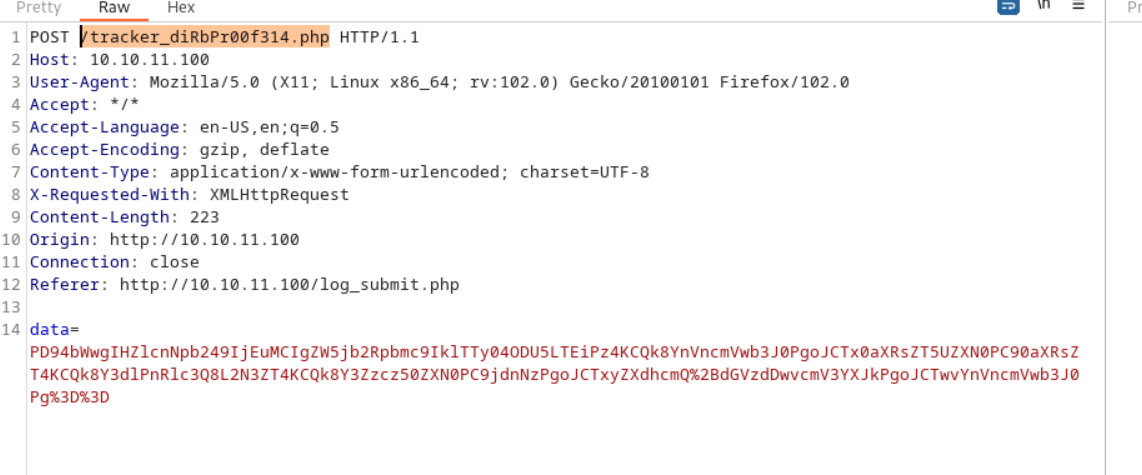 Pretty Raw Hex \n ☰ Pr
1 POST /tracker_diRbPr00f314.php HTTP/1.1
2 Host: 10.10.11.100
3 User-Agent: Mozilla/5.0 (X11; Linux x86_64; rv:102.0) Gecko/20100101 Firefox/102.0
4 Accept: */*
5 Accept-Language: en-US,en;q=0.5
6 Accept-Encoding: gzip, deflate
7 Content-Type: application/x-www-form-urlencoded; charset=UTF-8
8 X-Requested-With: XMLHttpRequest
9 Content-Length: 223
10 Origin: http://10.10.11.100
11 Connection: close
12 Referer: http://10.10.11.100/log_submit.php
13
14 data=
PD94bWwgIHZlcnNpb249IjEuMCIgZW5jb2Rpbmc9IklTTy04ODU5LTEiPz4KCQk8YnVncmVwb3J0PgoJCTx0aXRsZT5UZXN0PC90aXRsZ
T4KCQk8Y3dlPnRlc3Q8L2N3ZT4KCQk8Y3Zzcz50ZXN0PC9jdnNzPgoJCTxyZXdhcmQ%2BdGVzdDwvcmV3YXJkPgoJCTwvYnVncmVwb3J0
Pg%3D%3D